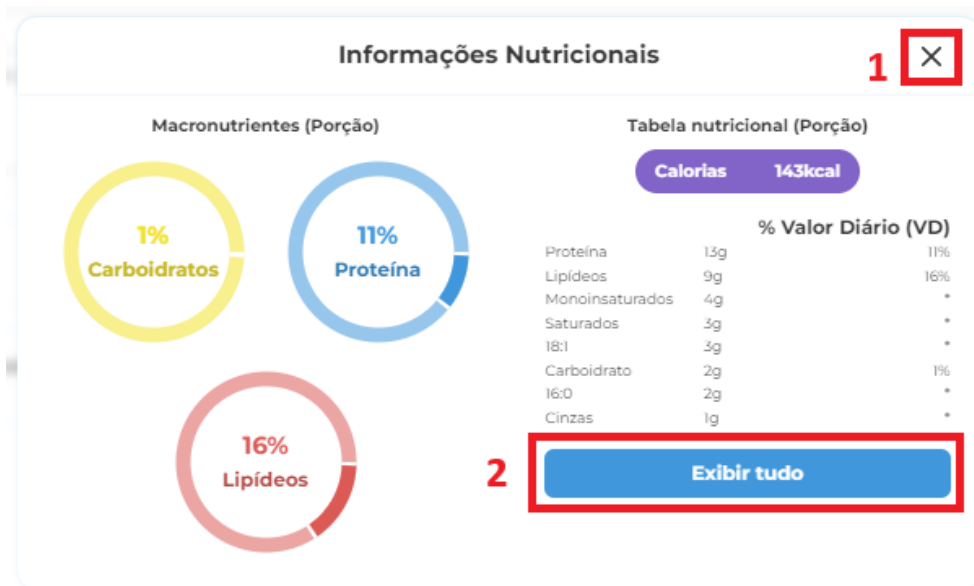 Informações Nutricionais
1
Macronutrientes (Porção)
1%
Carboidratos
11%
Proteína
16%
Lipídeos
Tabela nutricional (Porção)
Calorias 143kcal
% Valor Diário (VD)
Proteína 13g 11%
Lipídeos 9g 16%
Monoinsaturados 4g *
Saturados 3g *
18:1 3g *
Carboidrato 2g 1%
16:0 2g *
Cinzas 1g *
2
Exibir tudo